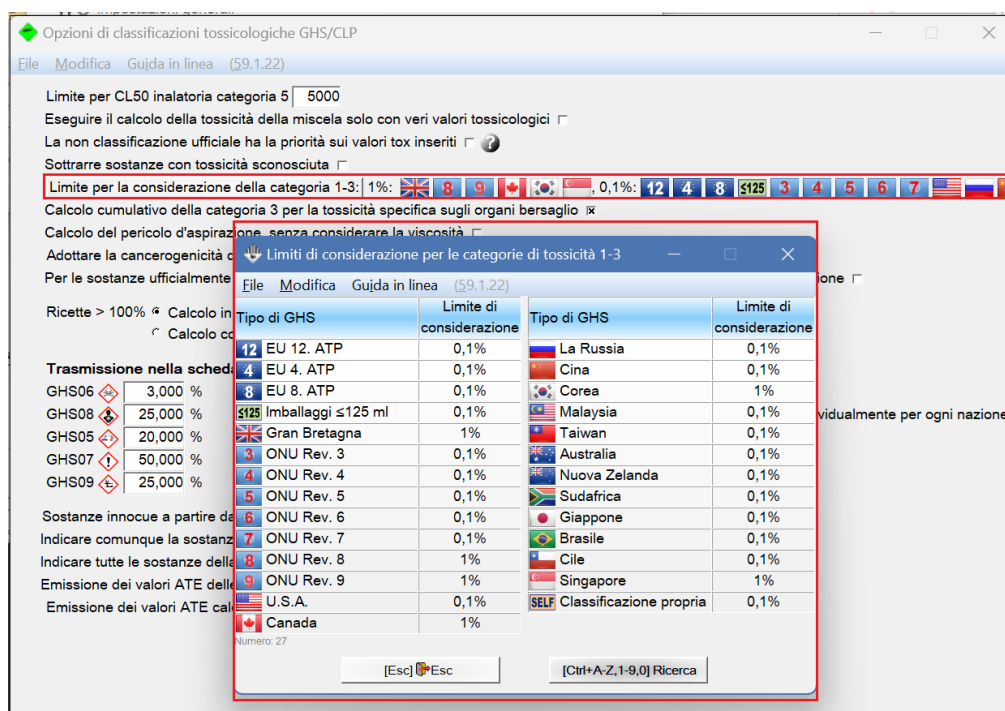 Opzioni di classificazioni tossicologiche GHS/CLP
File Modifica Guida in linea (59.1.22)
Limite per CL50 inalatoria categoria 5 5000
Eseguire il calcolo della tossicità della miscela solo con veri valori tossicologici
La non classificazione ufficiale ha la priorità sui valori tox inseriti ?
Sottrarre sostanze con tossicità sconosciuta
Limite per la considerazione della categoria 1-3: 1%: 8 9 , 0,1%: 12 4 8 ≤125 3 4 5 6 7
Calcolo cumulativo della categoria 3 per la tossicità specifica sugli organi bersaglio
Calcolo del pericolo d'aspirazione, senza considerare la viscosità
Adottare la cancerogenicità
Per le sostanze ufficialmente
ione
Ricette > 100% Calcolo in
Calcolo co
Trasmissione nella scheda
GHS06 3,000 %
GHS08 25,000 %
GHS05 20,000 %
GHS07 50,000 %
GHS09 25,000 %
vidualmente per ogni nazione
Sostanze innocue a partire da
Indicare comunque la sostanz
Indicare tutte le sostanze della
Emissione dei valori ATE delle
Emissione dei valori ATE cal
Limiti di considerazione per le categorie di tossicità 1-3
File Modifica Guida in linea (59.1.22)
Tipo di GHS Limite di considerazione Tipo di GHS Limite di considerazione
12 EU 12. ATP 0,1% La Russia 0,1%
4 EU 4. ATP 0,1% Cina 0,1%
8 EU 8. ATP 0,1% Corea 1%
≤125 Imballaggi ≤125 ml 0,1% Malaysia 0,1%
Gran Bretagna 1% Taiwan 0,1%
3 ONU Rev. 3 0,1% Australia 0,1%
4 ONU Rev. 4 0,1% Nuova Zelanda 0,1%
5 ONU Rev. 5 0,1% Sudafrica 0,1%
6 ONU Rev. 6 0,1% Giappone 0,1%
7 ONU Rev. 7 0,1% Brasile 0,1%
8 ONU Rev. 8 1% Cile 0,1%
9 ONU Rev. 9 1% Singapore 1%
U.S.A. 0,1% SELF Classificazione propria 0,1%
Canada 1%
Numero: 27
[Esc] Esc [Ctrl+A-Z,1-9,0] Ricerca